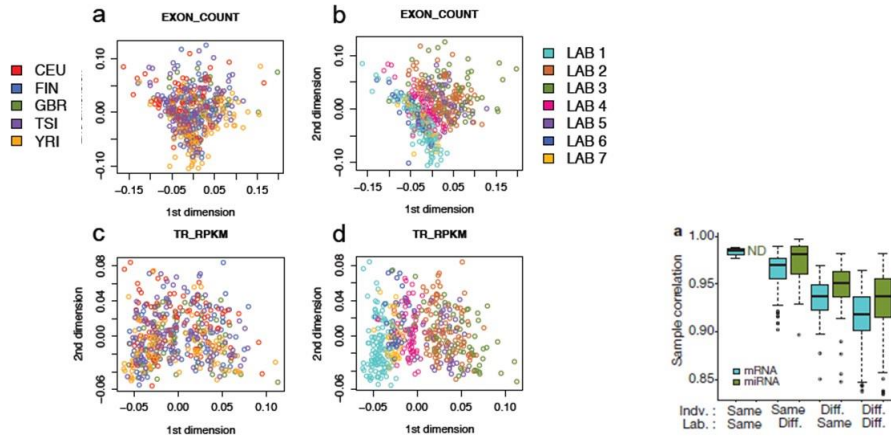 a
EXON_COUNT
CEU
FIN
GBR
TSI
YRI
0.10
0.00
-0.10
-0.15
-0.05
0.05
0.15
1st dimension
b
EXON_COUNT
LAB 1
LAB 2
LAB 3
LAB 4
LAB 5
LAB 6
LAB 7
2nd dimension
0.10
0.00
-0.10
-0.15
-0.05
0.05
0.15
1st dimension
c
TR_RPKM
2nd dimension
0.08
0.04
0.00
-0.06
-0.05
0.00
0.05
0.10
1st dimension
d
TR_RPKM
2nd dimension
0.08
0.04
0.00
-0.06
-0.05
0.00
0.05
0.10
1st dimension
a
Sample correlation
1.00
0.95
0.90
0.85
ND
mRNA
miRNA
Indv. : Same Same Diff. Diff.
Lab. : Same Diff. Same Diff.